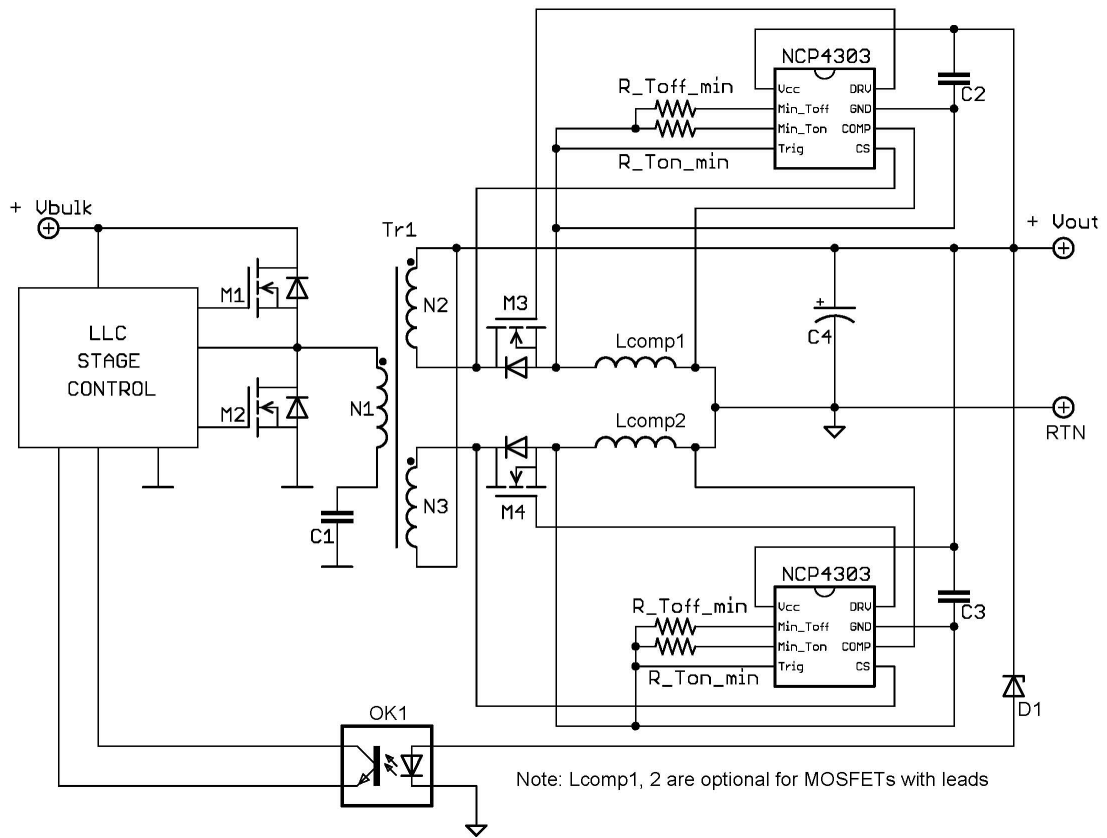 NCP4303
Vcc
DRV
Min_Toff
GND
Min_Ton
COMP
Trig
CS
R_Toff_min
R_Ton_min
C2
+ Vbulk
+ Vout
Tr1
M1
N2
M3
Lcomp1
+
C4
LLC
STAGE
CONTROL
M2
N1
Lcomp2
RTN
N3
M4
C1
NCP4303
Vcc
DRV
Min_Toff
GND
Min_Ton
COMP
Trig
CS
R_Toff_min
R_Ton_min
C3
D1
OK1
Note: Lcomp1, 2 are optional for MOSFETs with leads